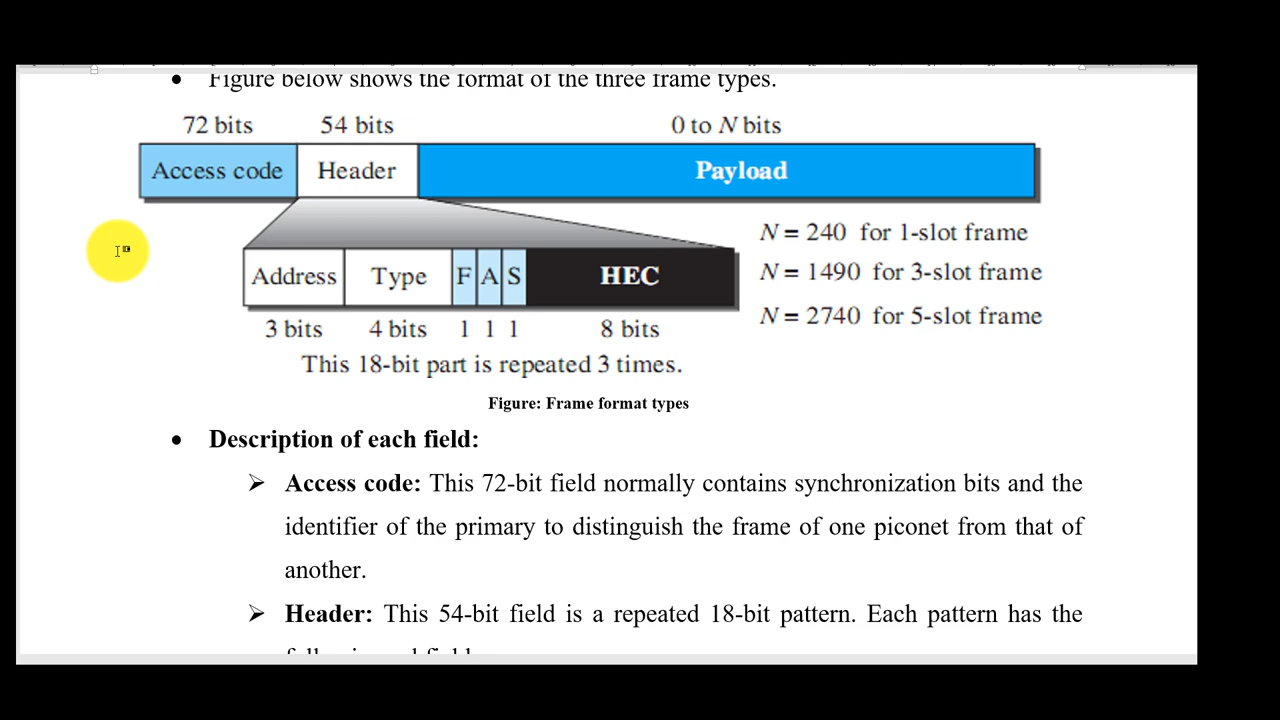 • Figure below shows the format of the three frame types.
72 bits 54 bits 0 to N bits
Access code Header Payload
N = 240 for 1-slot frame
Address Type F A S HEC
N = 1490 for 3-slot frame
3 bits 4 bits 1 1 1 8 bits
N = 2740 for 5-slot frame
This 18-bit part is repeated 3 times.
Figure: Frame format types
• Description of each field:
➢ Access code: This 72-bit field normally contains synchronization bits and the
identifier of the primary to distinguish the frame of one piconet from that of
another.
➢ Header: This 54-bit field is a repeated 18-bit pattern. Each pattern has the